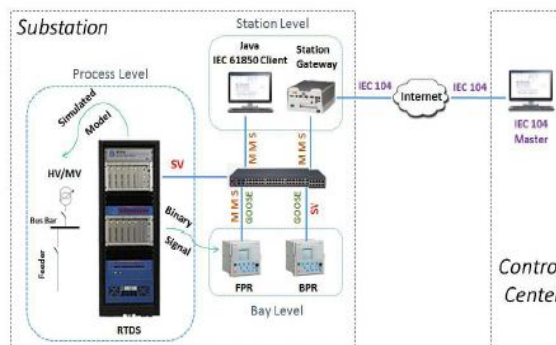 Substation
Station Level
Java
IEC 61850 Client
Station
Gateway
Process Level
Simulated
Model
HV/MV
Bus Bar
Feeder
RTDS
SV
MMS
MMS
IEC 104
Internet
IEC 104
IEC 104
Master
Binary
Signal
MMS
GOOSE
GOOSE
SV
FPR
BPR
Bay Level
Contro
Center